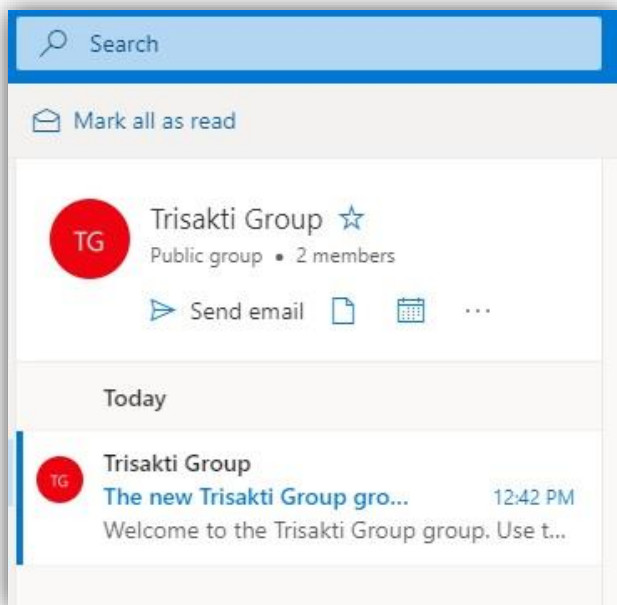 Search
Mark all as read
TG
Trisakti Group
Public group • 2 members
Send email
...
Today
TG
Trisakti Group
The new Trisakti Group gro... 12:42 PM
Welcome to the Trisakti Group group. Use t...